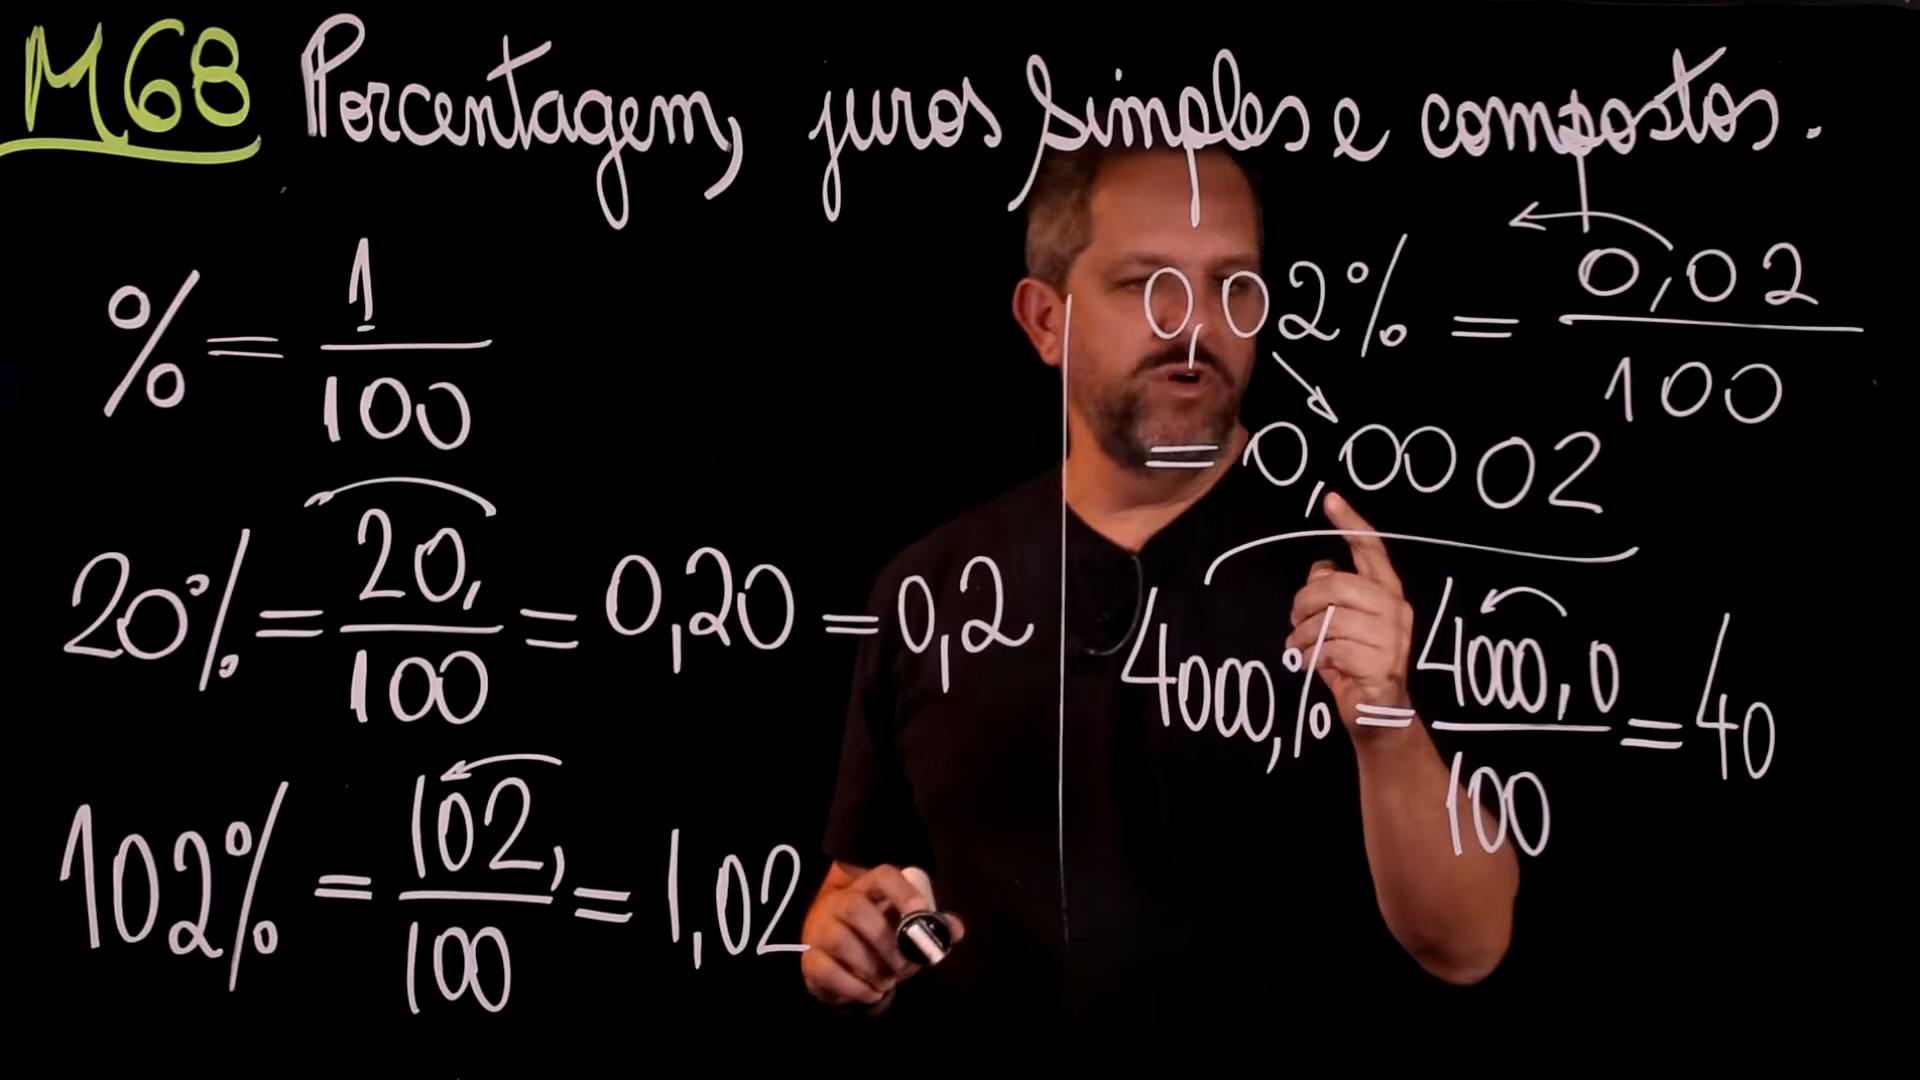 M68 Porcentagem, juros simples e compostos.
% = 1/100
20% = 20,/100 = 0,20 = 0,2
102% = 102,/100 = 1,02
0,02% = 0,02/100
= 0,0002
4000,% = 4000,0/100 = 40